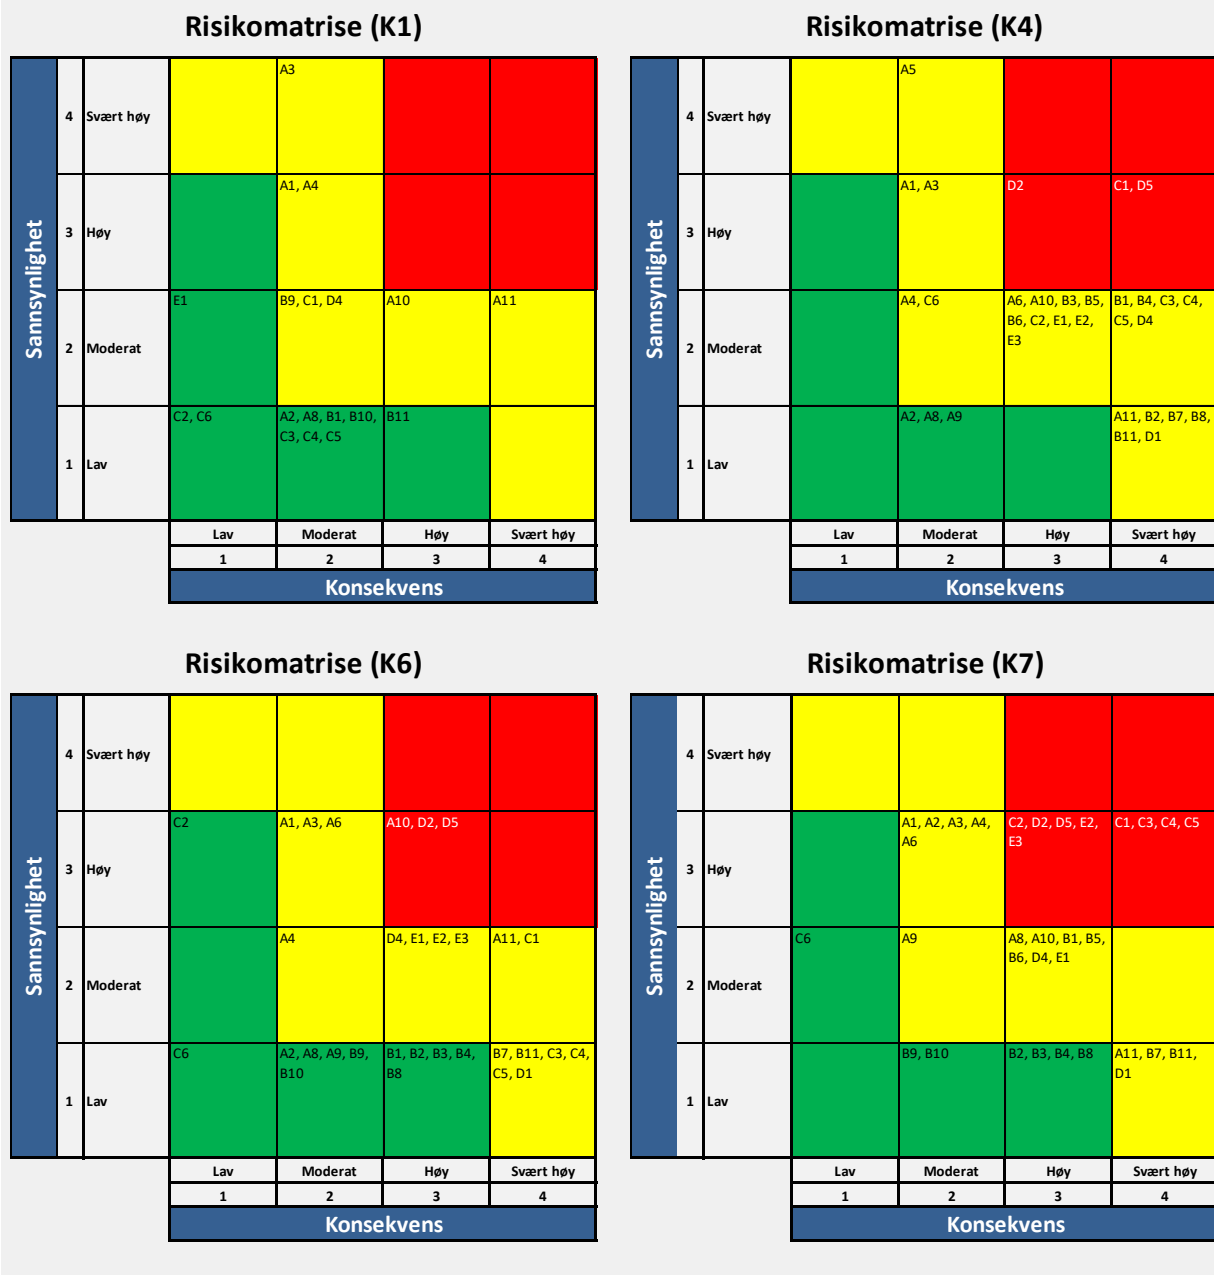 Risikomatrise (K1)
Sannsynlighet
4 Svært høy
A3
3 Høy
A1, A4
2 Moderat
E1
B9, C1, D4
A10
A11
1 Lav
C2, C6
A2, A8, B1, B10,
C3, C4, C5
B11
Lav Moderat Høy Svært høy
1 2 3 4
Konsekvens
Risikomatrise (K4)
Sannsynlighet
4 Svært høy
A5
3 Høy
A1, A3
D2
C1, D5
2 Moderat
A4, C6
A6, A10, B3, B5,
B6, C2, E1, E2,
E3
B1, B4, C3, C4,
C5, D4
1 Lav
A2, A8, A9
A11, B2, B7, B8,
B11, D1
Lav Moderat Høy Svært høy
1 2 3 4
Konsekvens
Risikomatrise (K6)
Sannsynlighet
4 Svært høy
3 Høy
C2
A1, A3, A6
A10, D2, D5
2 Moderat
A4
D4, E1, E2, E3
A11, C1
1 Lav
C6
A2, A8, A9, B9,
B10
B1, B2, B3, B4,
B8
B7, B11, C3, C4,
C5, D1
Lav Moderat Høy Svært høy
1 2 3 4
Konsekvens
Risikomatrise (K7)
Sannsynlighet
4 Svært høy
3 Høy
A1, A2, A3, A4,
A6
C2, D2, D5, E2,
E3
C1, C3, C4, C5
2 Moderat
C6
A9
A8, A10, B1, B5,
B6, D4, E1
1 Lav
B9, B10
B2, B3, B4, B8
A11, B7, B11,
D1
Lav Moderat Høy Svært høy
1 2 3 4
Konsekvens